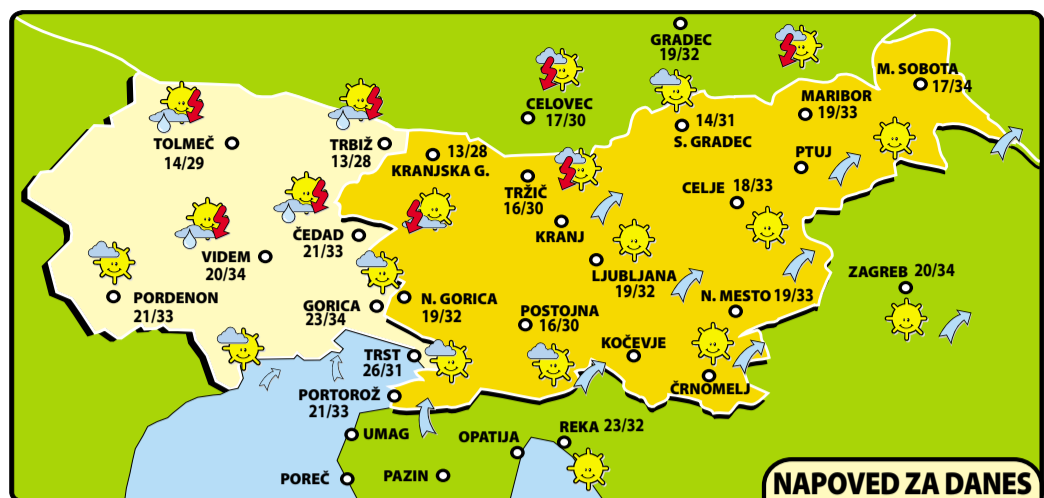 GRADEC
19/32
M. SOBOTA
17/34
CELOVEC
17/30
MARIBOR
19/33
14/31
S. GRADEC
TOLMEČ
14/29
TRBIŽ
13/28
13/28
KRANJSKA G.
PTUJ
TRŽIČ
16/30
CELJE 18/33
KRANJ
ČEDAD
21/33
VIDEM
20/34
LJUBLJANA
19/32
ZAGREB 20/34
PORDENON
21/33
GORICA
23/34
N. GORICA
19/32
N. MESTO 19/33
POSTOJNA
16/30
KOČEVJE
TRST
26/31
ČRNOMELJ
PORTOROŽ
21/33
UMAG
OPATIJA
REKA 23/32
POREČ
PAZIN
NAPOVED ZA DANES